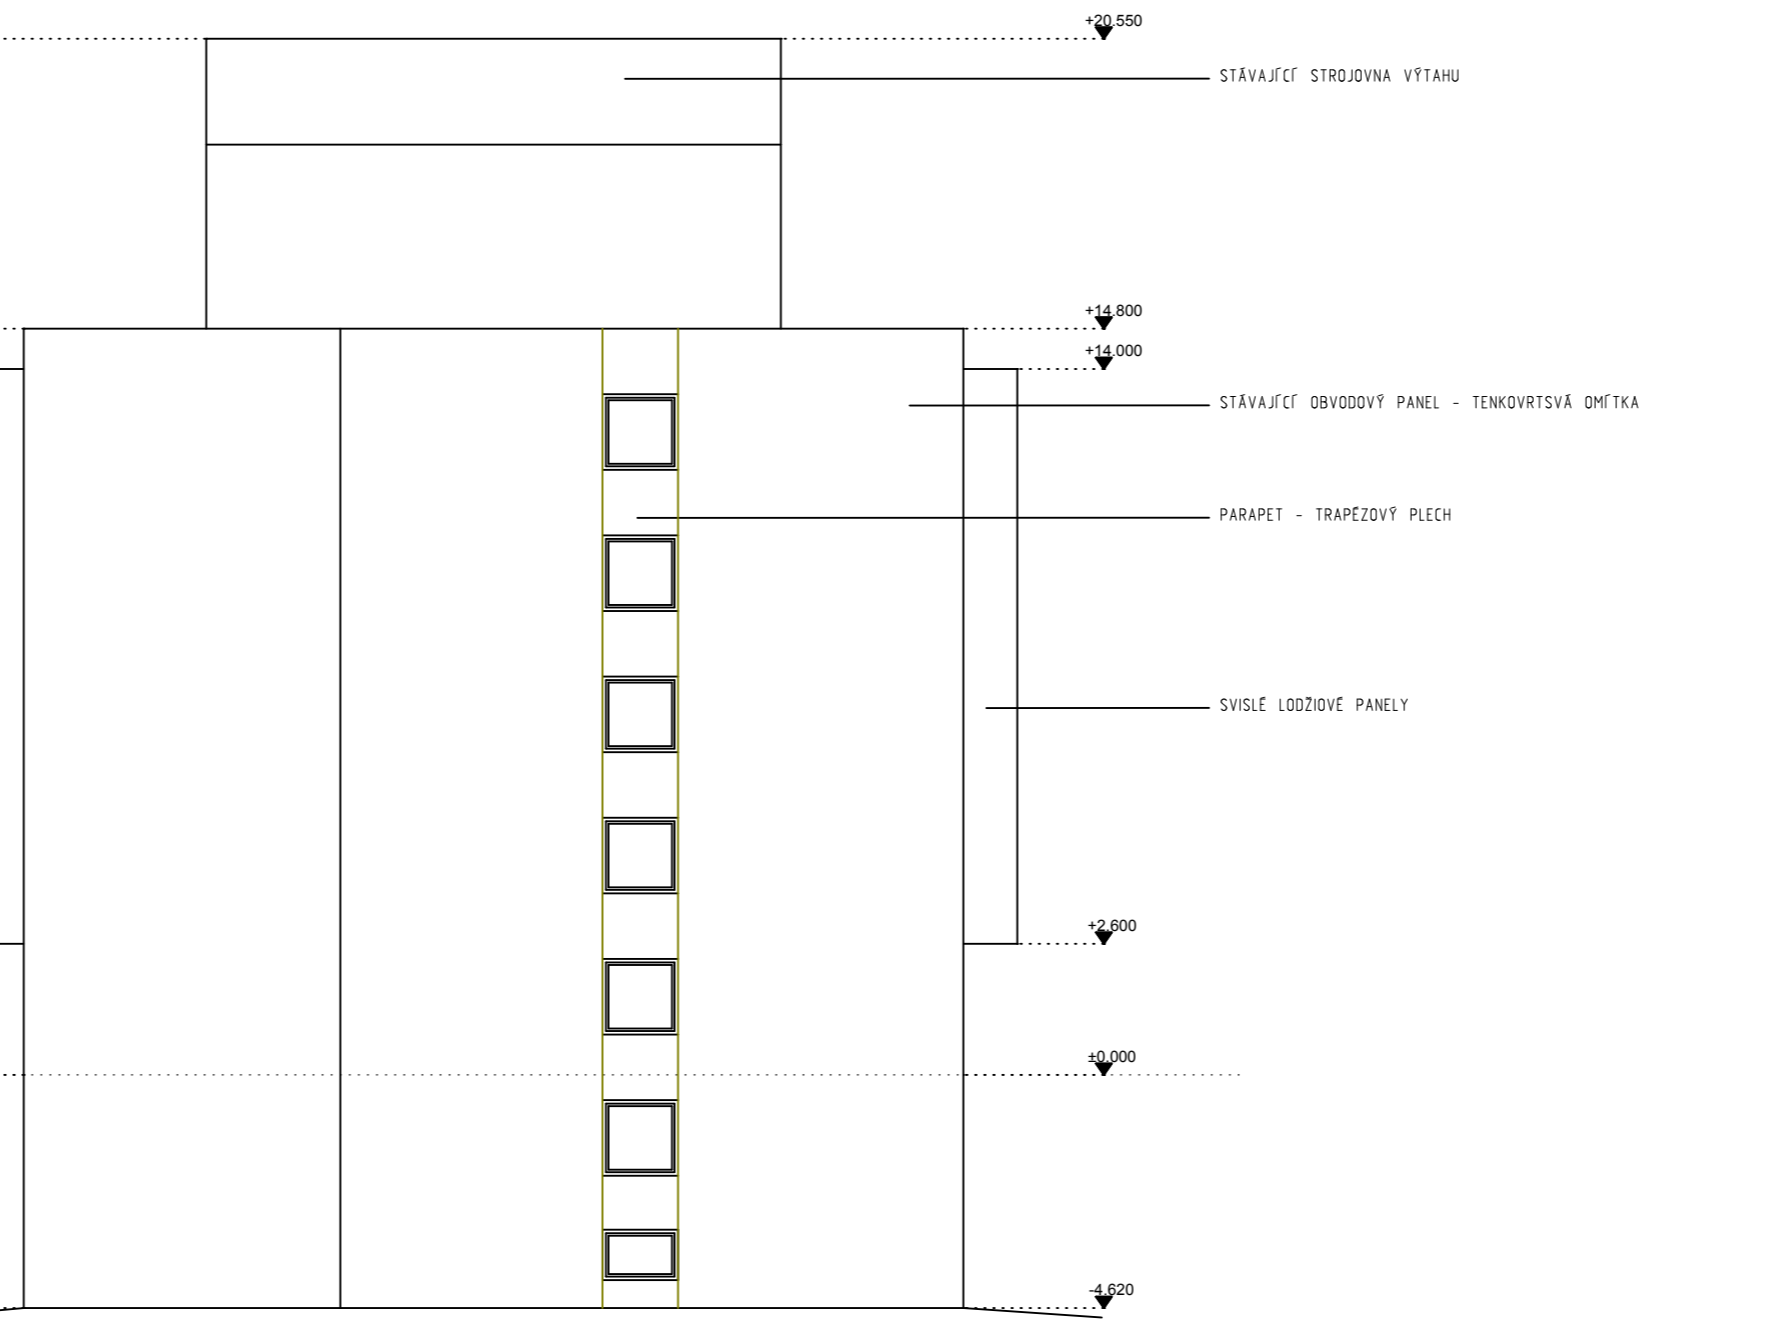 +20.550
STÁVAJÍCÍ STROJOVNA VÝTAHU
+14.800
+14.000
STÁVAJÍCÍ OBVODOVÝ PANEL - TENKOVRTSVÁ OMÍTKA
PARAPET - TRAPÉZOVÝ PLECH
SVISLÉ LODŽIOVÉ PANELY
+2.600
±0.000
-4.620